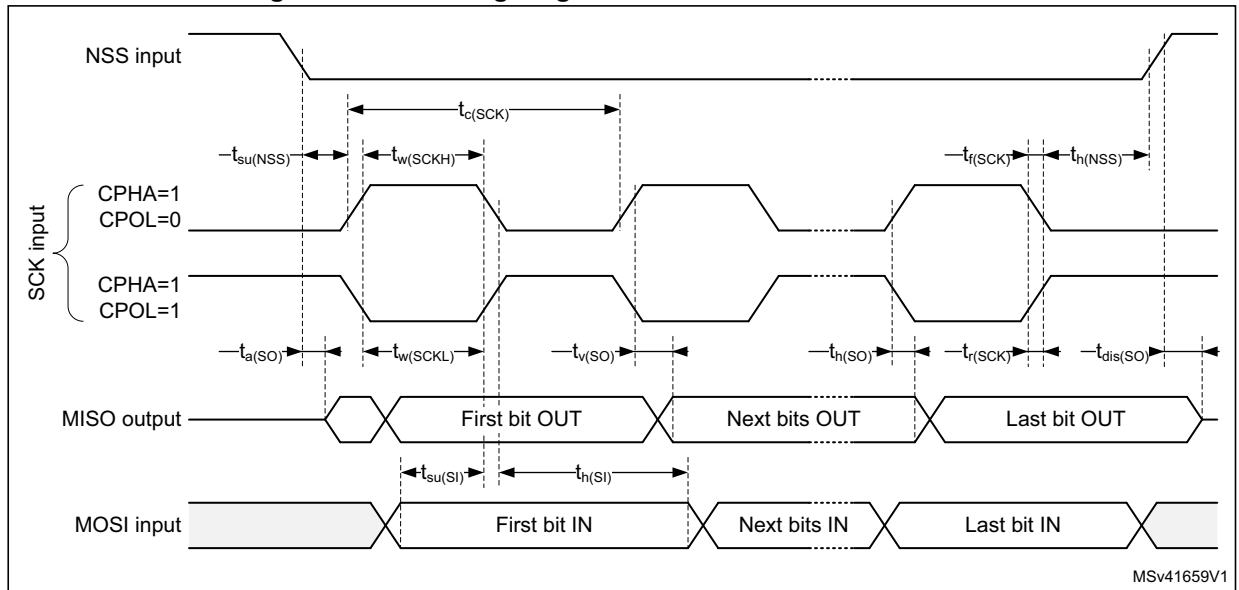 NSS input
tc(SCK)
tsu(NSS)
tw(SCKH)
tf(SCK)
th(NSS)
SCK input
CPHA=1
CPOL=0
CPHA=1
CPOL=1
ta(SO)
tw(SCKL)
tv(SO)
th(SO)
tr(SCK)
tdis(SO)
MISO output
First bit OUT
Next bits OUT
Last bit OUT
tsu(SI)
th(SI)
MOSI input
First bit IN
Next bits IN
Last bit IN
MSv41659V1